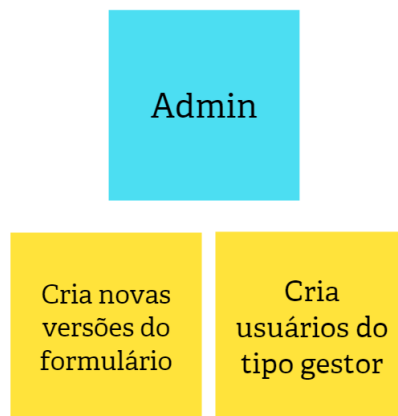 Admin
Cria novas
versões do
formulário
Cria
usuários do
tipo gestor